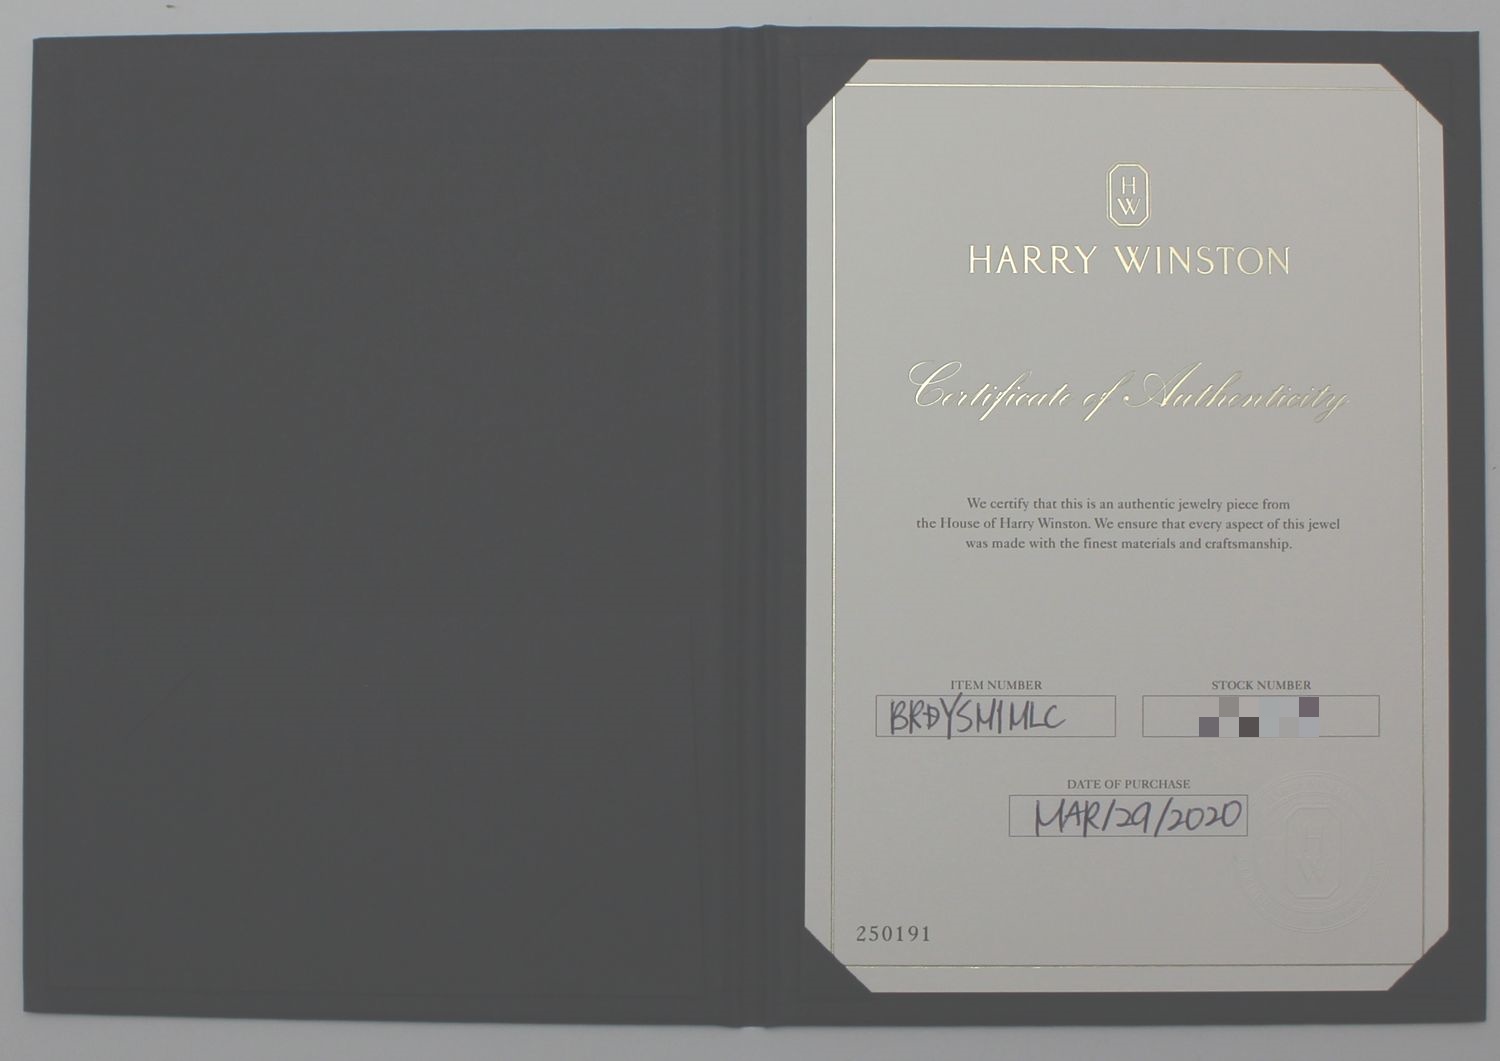 H
W
HARRY WINSTON
Certificate of Authenticity
We certify that this is an authentic jewelry piece from
the House of Harry Winston. We ensure that every aspect of this jewel
was made with the finest materials and craftsmanship.
ITEM NUMBER
BRDYSM1MLC
STOCK NUMBER
DATE OF PURCHASE
MAR/29/2020
H
W
250191